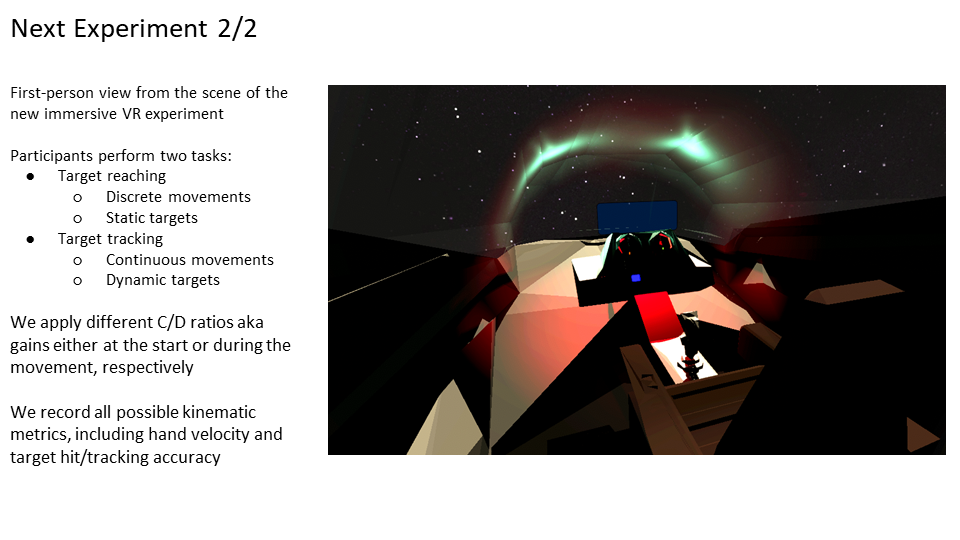 Next Experiment 2/2
First-person view from the scene of the
new immersive VR experiment
Participants perform two tasks:
● Target reaching
○ Discrete movements
○ Static targets
● Target tracking
○ Continuous movements
○ Dynamic targets
We apply different C/D ratios aka
gains either at the start or during the
movement, respectively
We record all possible kinematic
metrics, including hand velocity and
target hit/tracking accuracy